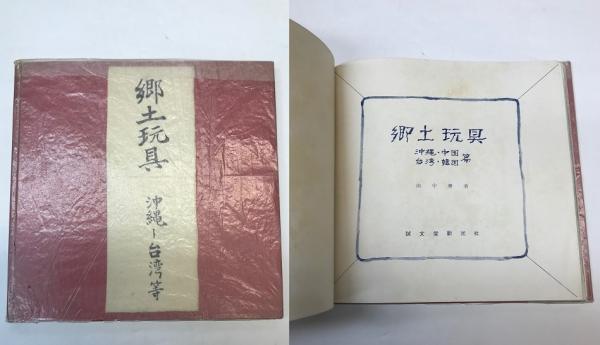 郷土玩具
沖縄ー台湾等
郷土玩具
沖縄・中国
台湾・韓国 篇
誠文堂新光社